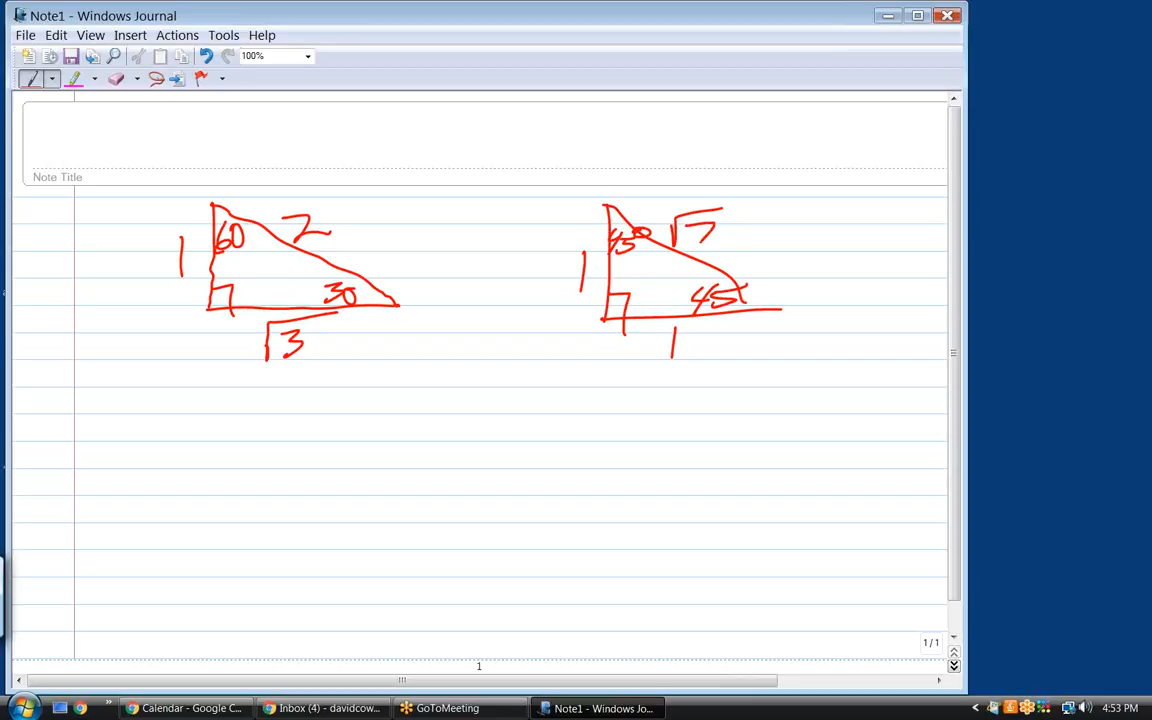 Note1 - Windows Journal
File Edit View Insert Actions Tools Help
100%
Note Title
60 2
1
30
√3
45° √2
1
45
1
1/1
1
Calendar - Google C...
Inbox (4) - davidcow...
GoToMeeting
Note1 - Windows Jo...
4:53 PM